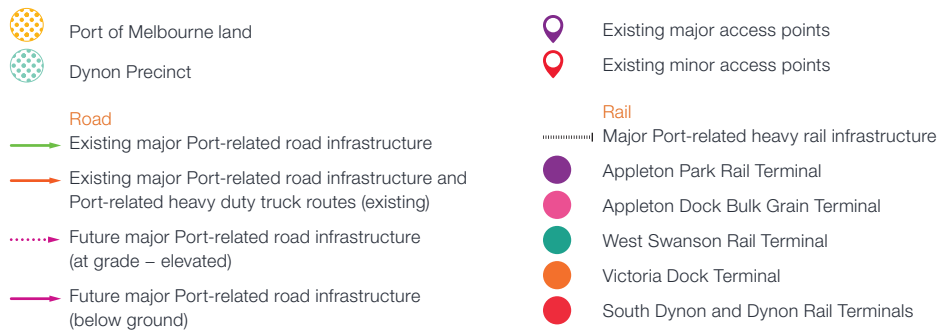 Port of Melbourne land
Dynon Precinct
Road
Existing major Port-related road infrastructure
Existing major Port-related road infrastructure and
Port-related heavy duty truck routes (existing)
Future major Port-related road infrastructure
(at grade – elevated)
Future major Port-related road infrastructure
(below ground)
Existing major access points
Existing minor access points
Rail
Major Port-related heavy rail infrastructure
Appleton Park Rail Terminal
Appleton Dock Bulk Grain Terminal
West Swanson Rail Terminal
Victoria Dock Terminal
South Dynon and Dynon Rail Terminals